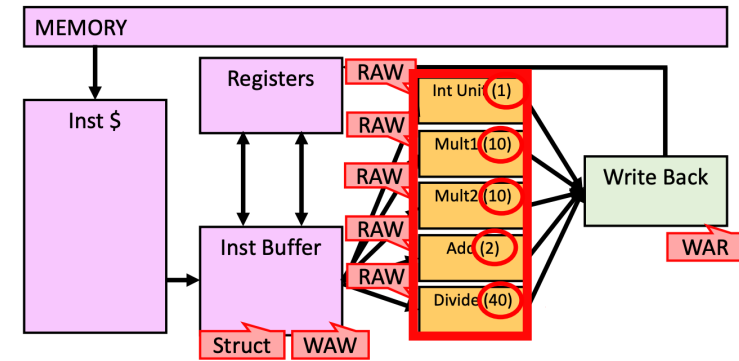 MEMORY
Inst $
Registers
Inst Buffer
Struct
WAW
RAW
Int Unit (1)
RAW
Mult1 (10)
RAW
Mult2 (10)
RAW
Add (2)
RAW
Divide (40)
Write Back
WAR